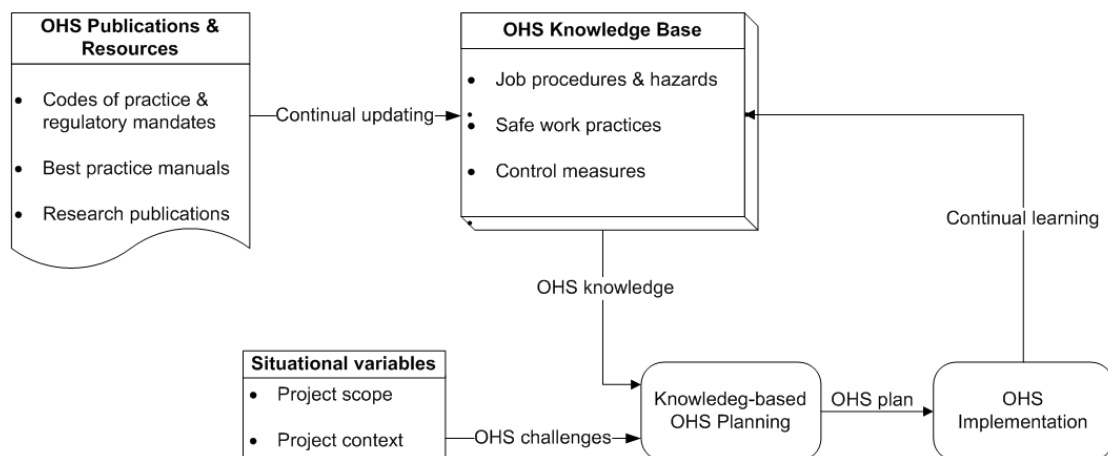 OHS Publications &
Resources
• Codes of practice &
regulatory mandates
• Best practice manuals
• Research publications
Continual updating
OHS Knowledge Base
• Job procedures & hazards
• Safe work practices
• Control measures
Continual learning
OHS knowledge
Situational variables
• Project scope
• Project context
OHS challenges
Knowledeg-based
OHS Planning
OHS plan
OHS
Implementation